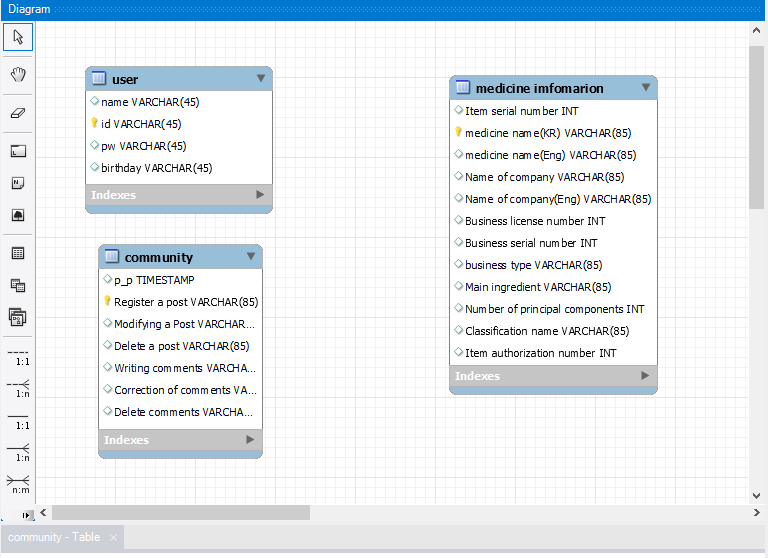 Diagram
user
name VARCHAR(45)
id VARCHAR(45)
pw VARCHAR(45)
birthday VARCHAR(45)
Indexes
community
p_p TIMESTAMP
Register a post VARCHAR(85)
Modifying a Post VARCHAR...
Delete a post VARCHAR(85)
Writing comments VARCHA...
Correction of comments VA...
Delete comments VARCHA...
Indexes
medicine imfomarion
Item serial number INT
medicine name(KR) VARCHAR(85)
medicine name(Eng) VARCHAR(85)
Name of company VARCHAR(85)
Name of company(Eng) VARCHAR(85)
Business license number INT
Business serial number INT
business type VARCHAR(85)
Main ingredient VARCHAR(85)
Number of principal components INT
Classification name VARCHAR(85)
Item authorization number INT
Indexes
1:1
1:n
1:1
1:n
n:m
community - Table